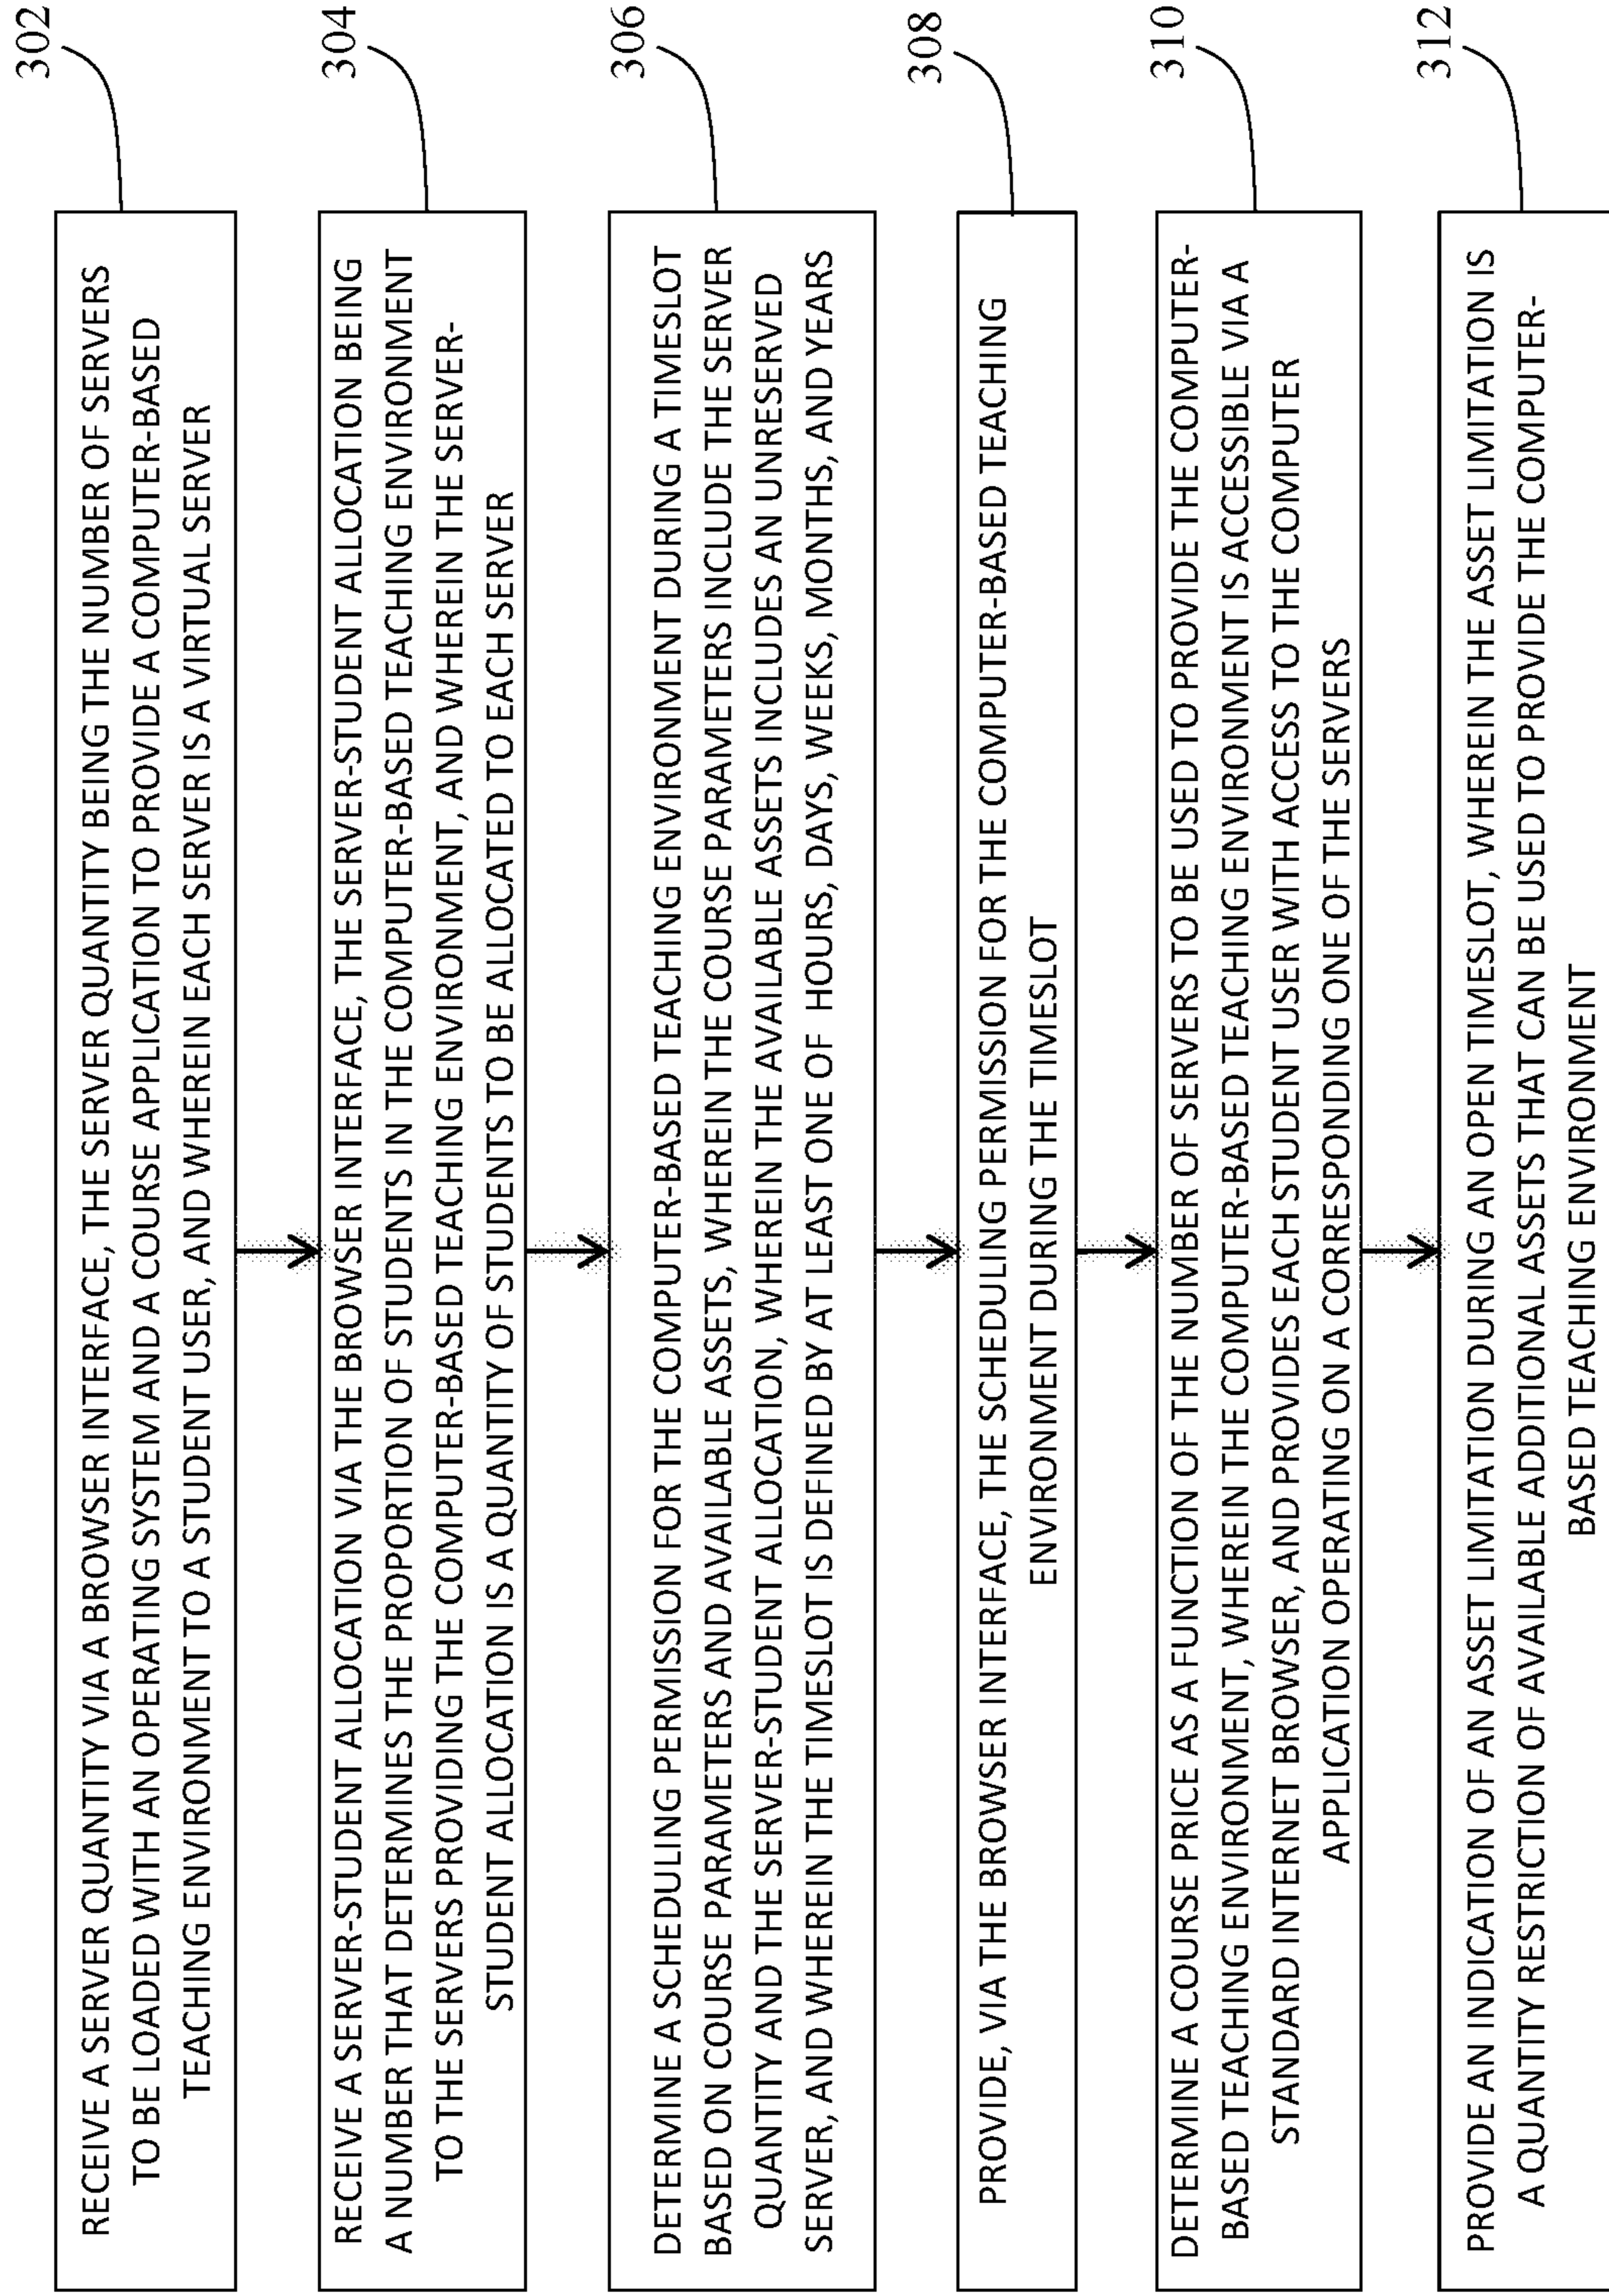 302
RECEIVE A SERVER QUANTITY VIA A BROWSER INTERFACE, THE SERVER QUANTITY BEING THE NUMBER OF SERVERS
TO BE LOADED WITH AN OPERATING SYSTEM AND A COURSE APPLICATION TO PROVIDE A COMPUTER-BASED
TEACHING ENVIRONMENT TO A STUDENT USER, AND WHEREIN EACH SERVER IS A VIRTUAL SERVER
304
RECEIVE A SERVER-STUDENT ALLOCATION VIA THE BROWSER INTERFACE, THE SERVER-STUDENT ALLOCATION BEING
A NUMBER THAT DETERMINES THE PROPORTION OF STUDENTS IN THE COMPUTER-BASED TEACHING ENVIRONMENT
TO THE SERVERS PROVIDING THE COMPUTER-BASED TEACHING ENVIRONMENT, AND WHEREIN THE SERVER-
STUDENT ALLOCATION IS A QUANTITY OF STUDENTS TO BE ALLOCATED TO EACH SERVER
306
DETERMINE A SCHEDULING PERMISSION FOR THE COMPUTER-BASED TEACHING ENVIRONMENT DURING A TIMESLOT
BASED ON COURSE PARAMETERS AND AVAILABLE ASSETS, WHEREIN THE COURSE PARAMETERS INCLUDE THE SERVER
QUANTITY AND THE SERVER-STUDENT ALLOCATION, WHEREIN THE AVAILABLE ASSETS INCLUDES AN UNRESERVED
SERVER, AND WHEREIN THE TIMESLOT IS DEFINED BY AT LEAST ONE OF HOURS, DAYS, WEEKS, MONTHS, AND YEARS
308
PROVIDE, VIA THE BROWSER INTERFACE, THE SCHEDULING PERMISSION FOR THE COMPUTER-BASED TEACHING
ENVIRONMENT DURING THE TIMESLOT
310
DETERMINE A COURSE PRICE AS A FUNCTION OF THE NUMBER OF SERVERS TO BE USED TO PROVIDE THE COMPUTER-
BASED TEACHING ENVIRONMENT, WHEREIN THE COMPUTER-BASED TEACHING ENVIRONMENT IS ACCESSIBLE VIA A
STANDARD INTERNET BROWSER, AND PROVIDES EACH STUDENT USER WITH ACCESS TO THE COMPUTER
APPLICATION OPERATING ON A CORRESPONDING ONE OF THE SERVERS
312
PROVIDE AN INDICATION OF AN ASSET LIMITATION DURING AN OPEN TIMESLOT, WHEREIN THE ASSET LIMITATION IS
A QUANTITY RESTRICTION OF AVAILABLE ADDITIONAL ASSETS THAT CAN BE USED TO PROVIDE THE COMPUTER-
BASED TEACHING ENVIRONMENT